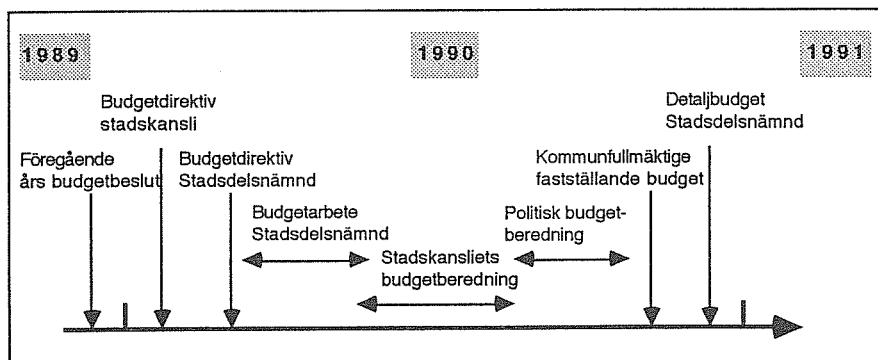 1989
1990
1991
Budgetdirektiv
stadskansli
Detaljbudget
Stadsdelsnämnd
Föregående
års budgetbeslut
Budgetdirektiv
Stadsdelsnämnd
Kommunfullmäktige
fastställande budget
Budgetarbete
Stadsdelsnämnd
Politisk budget-
beredning
Stadskansliets
budgetberedning